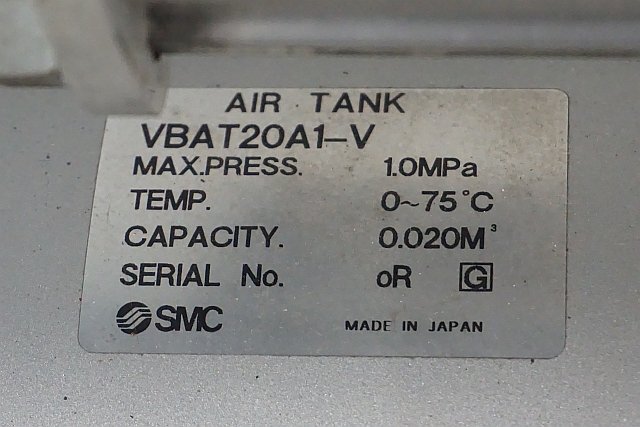 AIR TANK
VBAT20A1-V
MAX.PRESS. 1.0MPa
TEMP. 0~75°C
CAPACITY. 0.020M³
SERIAL No. oR G
SMC MADE IN JAPAN